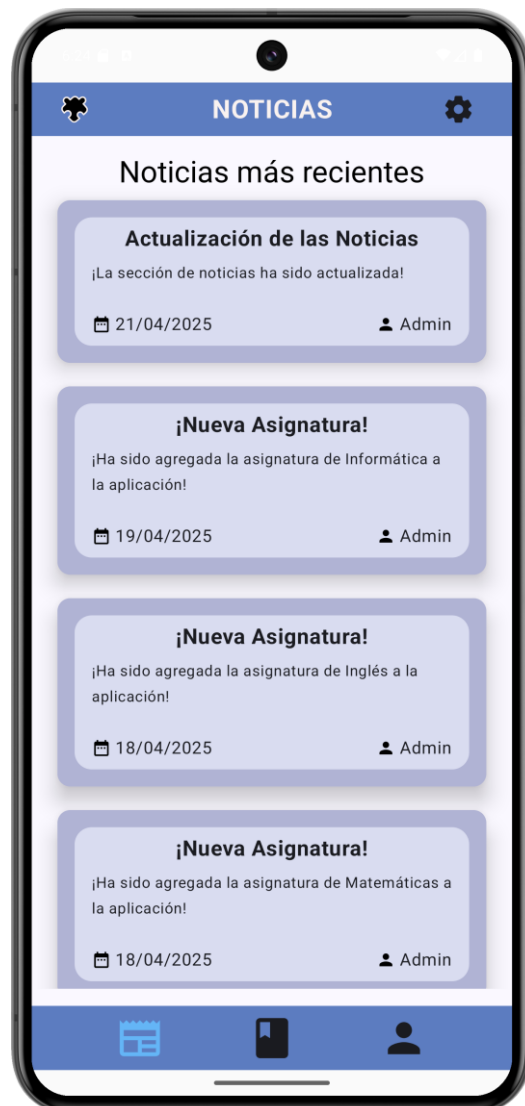 NOTICIAS
Noticias más recientes
Actualización de las Noticias
¡La sección de noticias ha sido actualizada!
21/04/2025 Admin
¡Nueva Asignatura!
¡Ha sido agregada la asignatura de Informática a
la aplicación!
19/04/2025 Admin
¡Nueva Asignatura!
¡Ha sido agregada la asignatura de Inglés a la
aplicación!
18/04/2025 Admin
¡Nueva Asignatura!
¡Ha sido agregada la asignatura de Matemáticas a
la aplicación!
18/04/2025 Admin